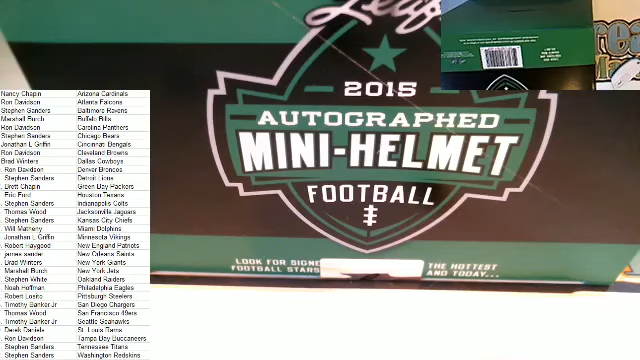 Leaf
2015
AUTOGRAPHED
MINI-HELMET
FOOTBALL
LOOK FOR SIGNE
FOOTBALL STARS
THE HOTTEST
AND TODAY...
Nancy Chapin Arizona Cardinals
Ron Davidson Atlanta Falcons
Stephen Sanders Baltimore Ravens
Marshall Burch Buffalo Bills
Ron Davidson Carolina Panthers
Stephen Sanders Chicago Bears
Jonathan L Griffin Cincinnati Bengals
Ron Davidson Cleveland Browns
Brad Winters Dallas Cowboys
Ron Davidson Denver Broncos
Stephen Sanders Detroit Lions
Brett Chapin Green Bay Packers
Eric Ford Houston Texans
Stephen Sanders Indianapolis Colts
Thomas Wood Jacksonville Jaguars
Stephen Sanders Kansas City Chiefs
Will Matheny Miami Dolphins
Jonathan L Griffin Minnesota Vikings
Robert Haygood New England Patriots
james sander New Orleans Saints
Brad Winters New York Giants
Marshall Burch New York Jets
Stephen White Oakland Raiders
Noah Hoffman Philadelphia Eagles
Robert Losito Pittsburgh Steelers
Timothy Banker Jr San Diego Chargers
Thomas Wood San Francisco 49ers
Timothy Banker Jr Seattle Seahawks
Derek Daniels St. Louis Rams
Ron Davidson Tampa Bay Buccaneers
Stephen Sanders Tennessee Titans
Stephen Sanders Washington Redskins